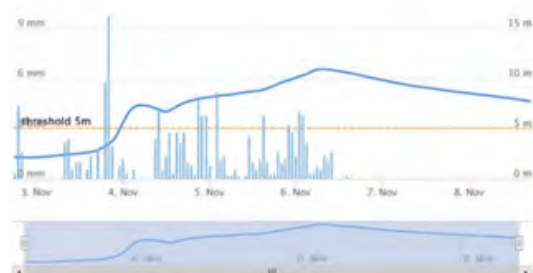 9 mm
15 m
6 mm
10 m
threshold 5m
5 m
0 mm
0 m
3. Nov
4. Nov
5. Nov
6. Nov
7. Nov
8. Nov